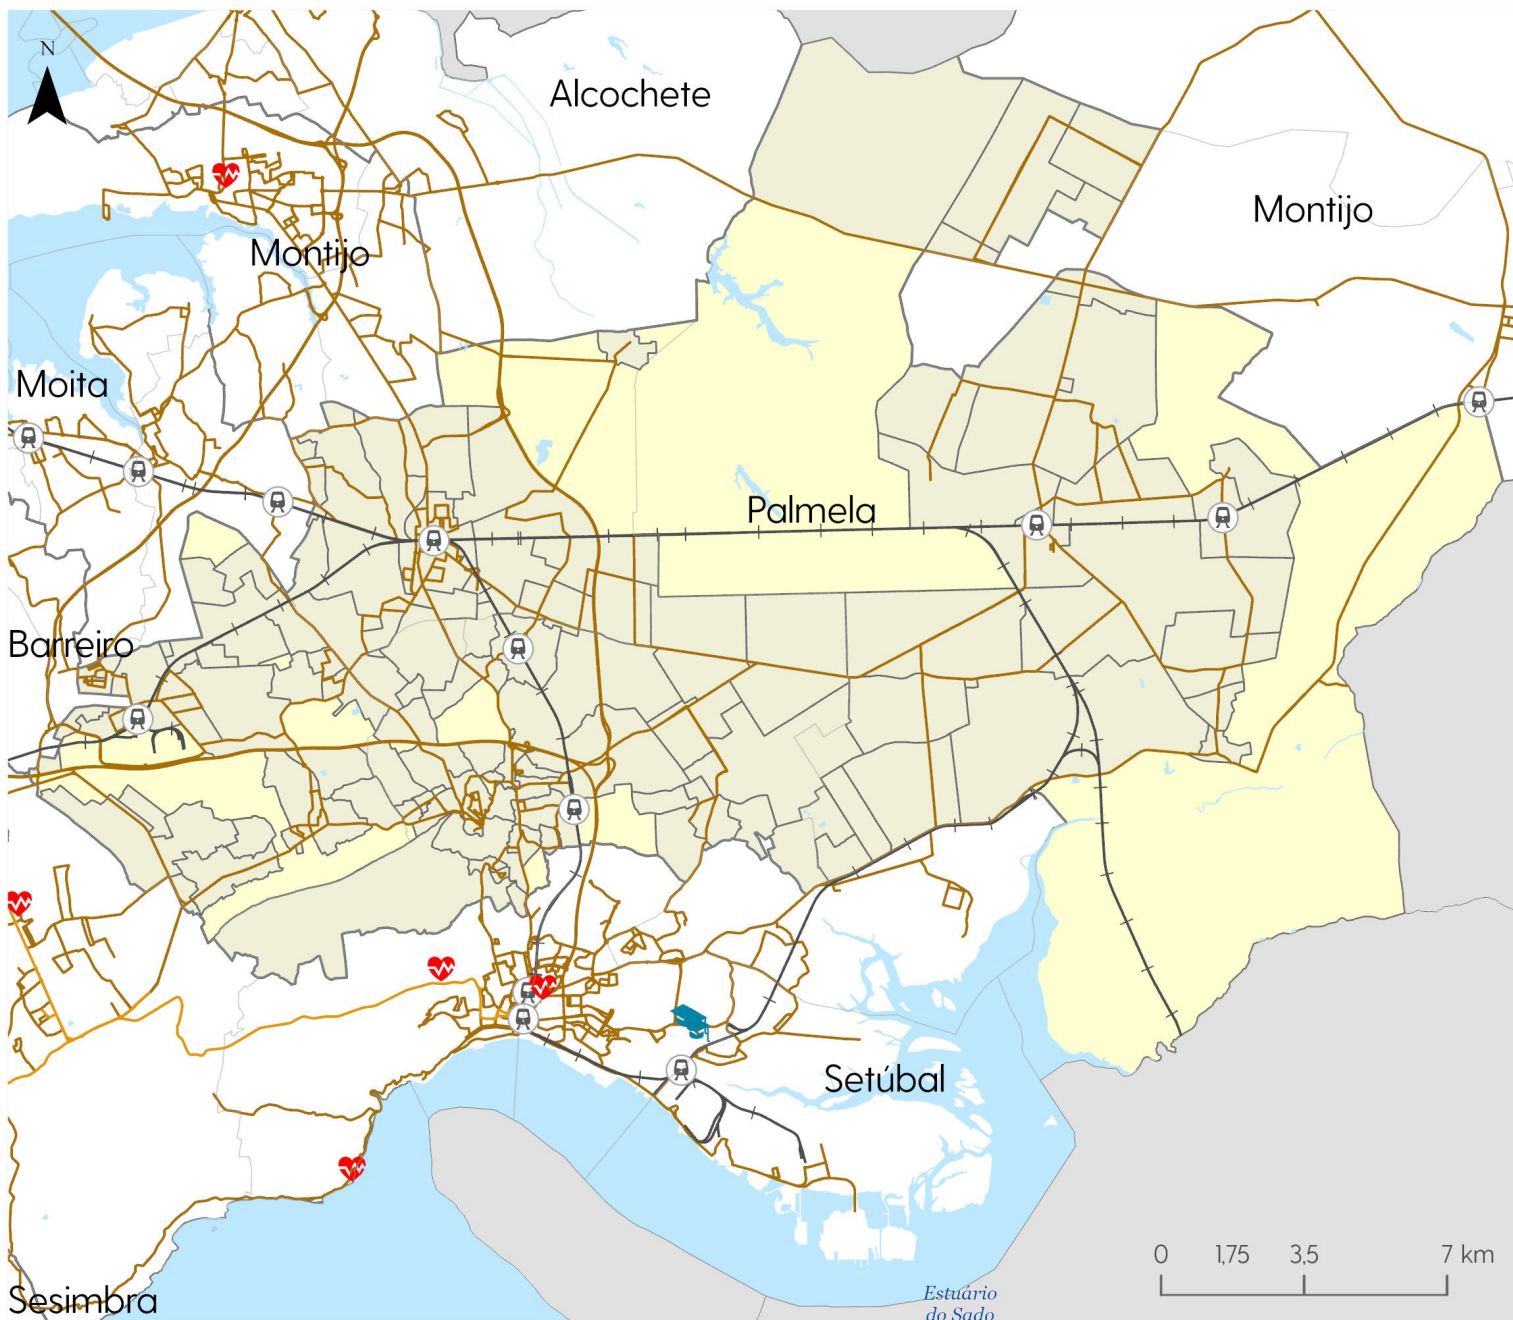 N
Alcochete
Montijo
Montijo
Moita
Palmela
Barreiro
Setúbal
0 1,75 3,5 7 km
Sesimbra
Estuário
do Sado